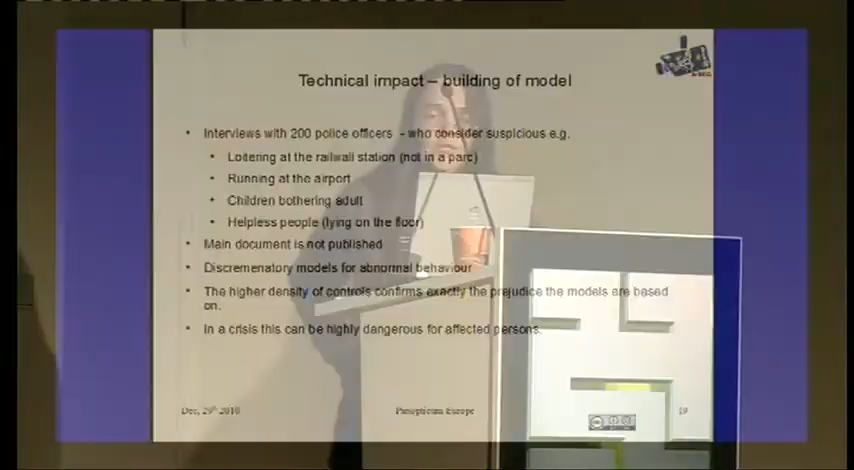 Technical impact – building of model
• Interviews with 200 police officers - who consider suspicious e.g.
• Loitering at the railwail station (not in a parc)
• Running at the airport
• Children bothering adult
• Helpless people (lying on the floor)
• Main document is not published
• Discremenatory models for abnormal behaviour
• The higher density of controls confirms exactly the prejudice the models are based
on.
• In a crisis this can be highly dangerous for affected persons.
Dec, 29th 2010 Panopticum Europe 19